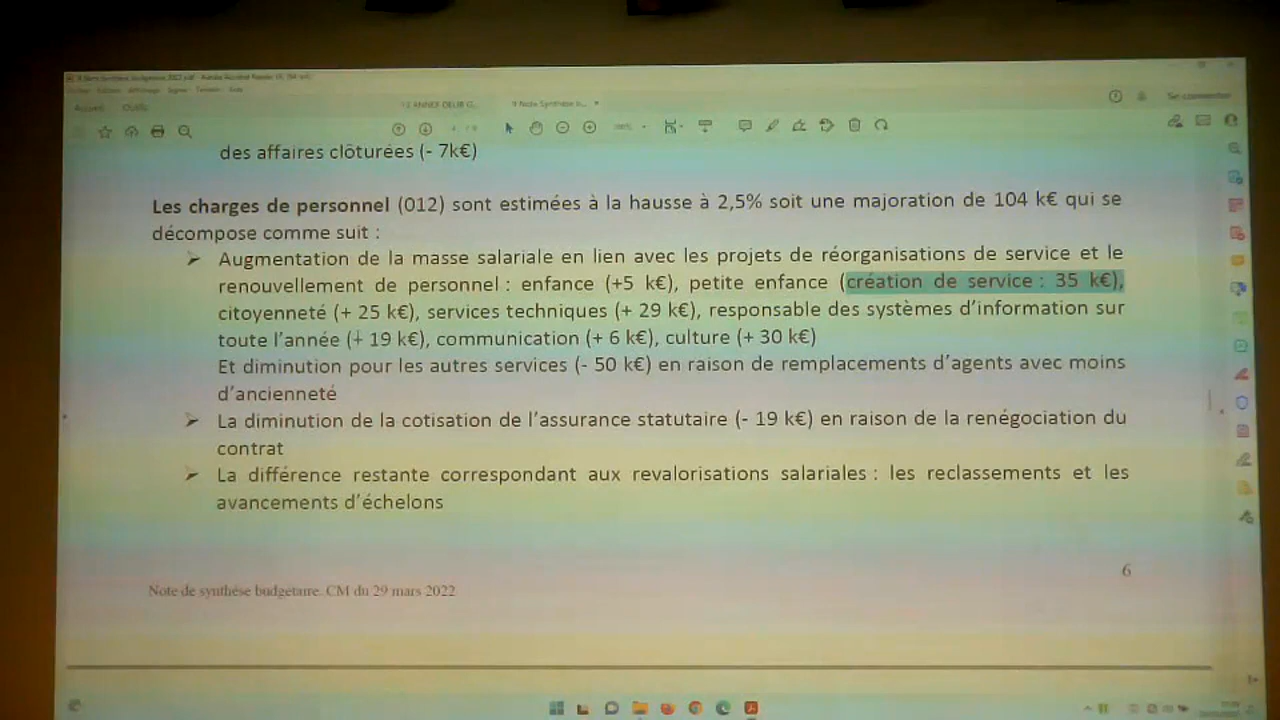 Accueil Outils
des affaires clôturées (- 7k€)
Les charges de personnel (012) sont estimées à la hausse à 2,5% soit une majoration de 104 k€ qui se
décompose comme suit :
➢ Augmentation de la masse salariale en lien avec les projets de réorganisations de service et le
renouvellement de personnel : enfance (+5 k€), petite enfance (création de service : 35 k€),
citoyenneté (+ 25 k€), services techniques (+ 29 k€), responsable des systèmes d'information sur
toute l'année (+ 19 k€), communication (+ 6 k€), culture (+ 30 k€)
Et diminution pour les autres services (- 50 k€) en raison de remplacements d'agents avec moins
d'ancienneté
➢ La diminution de la cotisation de l'assurance statutaire (- 19 k€) en raison de la renégociation du
contrat
➢ La différence restante correspondant aux revalorisations salariales : les reclassements et les
avancements d'échelons
6
Note de synthèse budgétaire. CM du 29 mars 2022